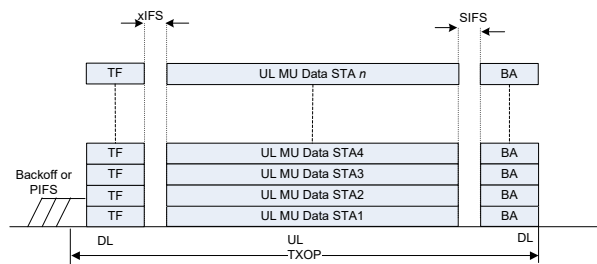 xIFS SIFS
TF UL MU Data STA n BA
TF UL MU Data STA4 BA
TF UL MU Data STA3 BA
Backoff or PIFS
TF UL MU Data STA2 BA
TF UL MU Data STA1 BA
DL UL DL
TXOP